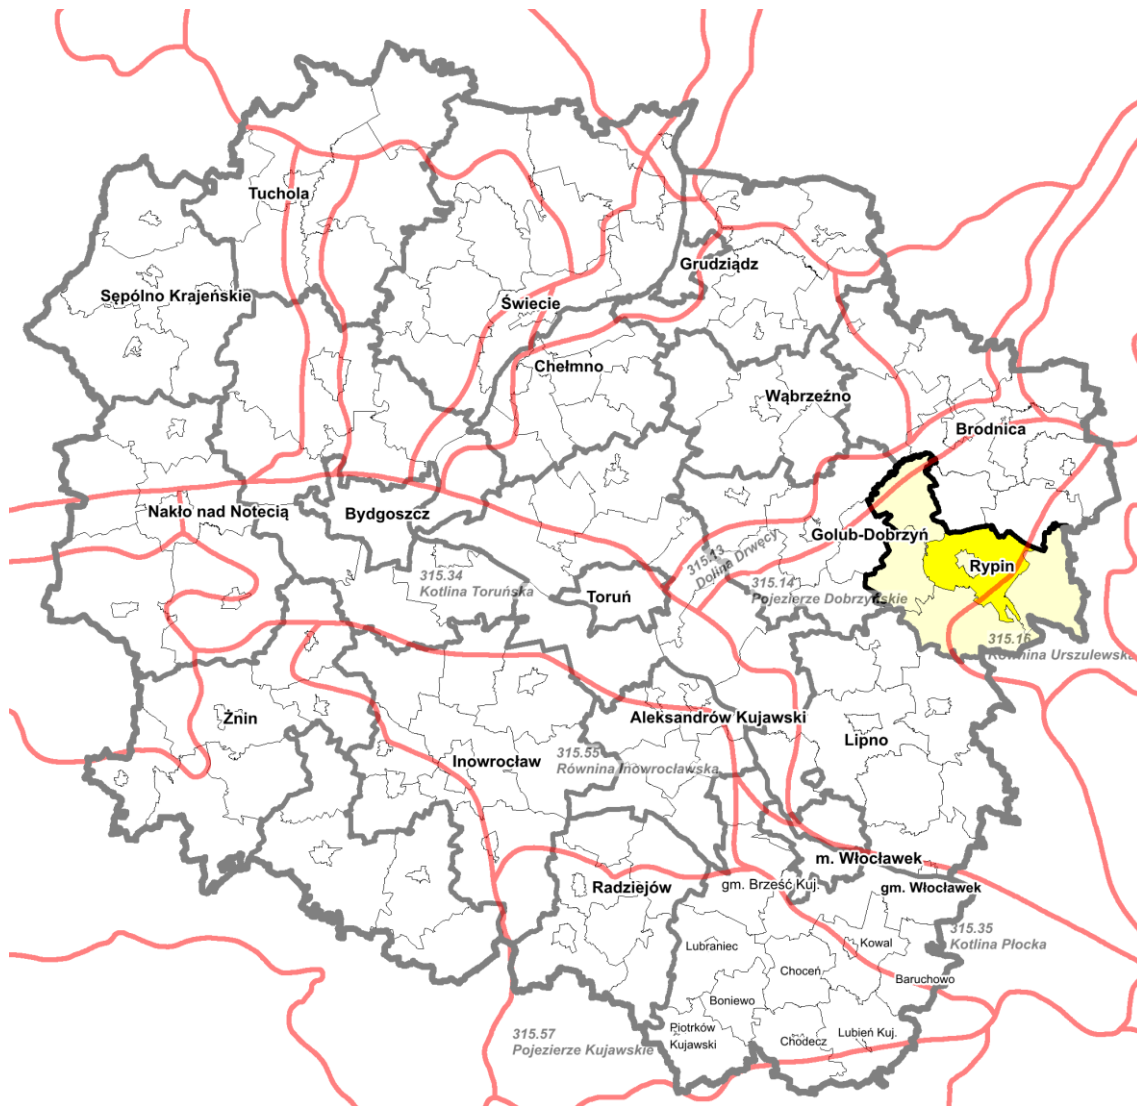 Tuchola
Grudziądz
Sępólno Krajeńskie
Świecie
Chełmno
Wąbrzeźno
Brodnica
Nakło nad Notecią
Bydgoszcz
Golub-Dobrzyń
315.13
Dolina Drwęcy
Rypin
315.34
Kotlina Toruńska
315.14
Pojezierze Dobrzyńskie
Toruń
315.16
Równina Urszulewska
Żnin
Aleksandrów Kujawski
Lipno
315.55
Równina Inowrocławska
Inowrocław
m. Włocławek
Radziejów
gm. Brześć Kuj.
gm. Włocławek
315.35
Kotlina Płocka
Lubraniec
Kowal
Choceń
Baruchowo
Boniewo
315.57
Pojezierze Kujawskie
Piotrków
Kujawski
Chodecz
Lubień Kuj.